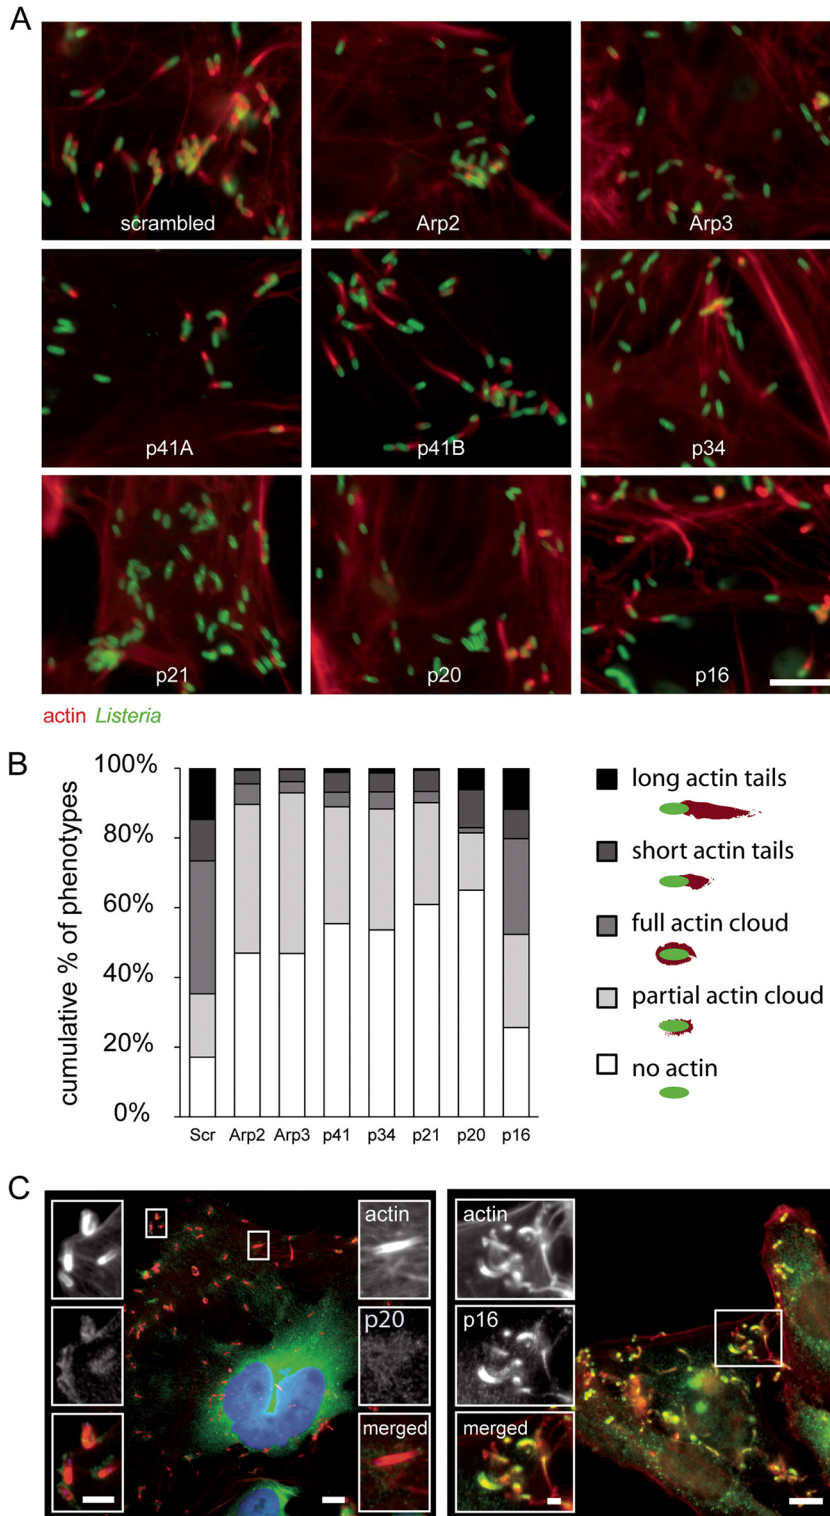 A
scrambled
Arp2
Arp3
p41A
p41B
p34
p21
p20
p16
actin Listeria
B
cumulative % of phenotypes
100%
80%
60%
40%
20%
0%
Scr Arp2 Arp3 p41 p34 p21 p20 p16
long actin tails
short actin tails
full actin cloud
partial actin cloud
no actin
C
actin
p20
merged
actin
p16
merged